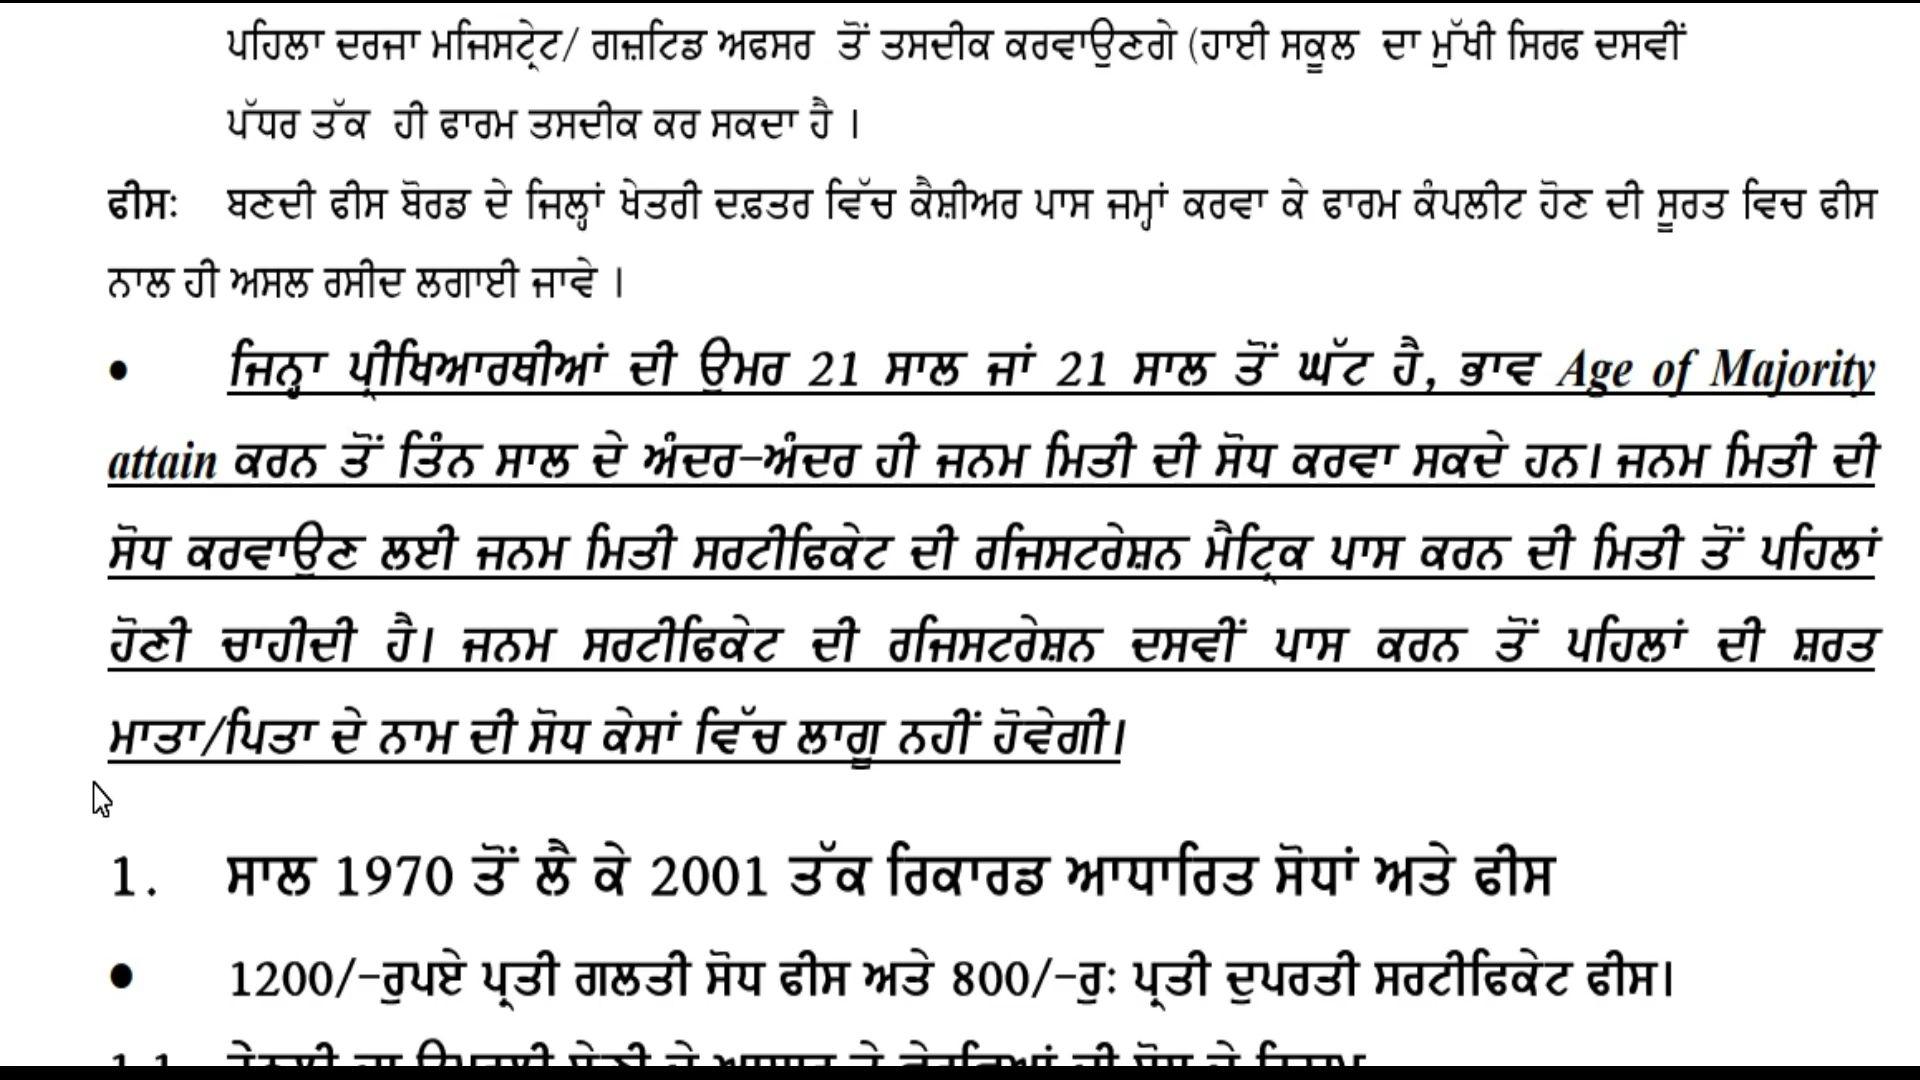 ਪਹਿਲਾ ਦਰਜਾ ਮਜਿਸਟ੍ਰੇਟ/ ਗਜ਼ਟਿਡ ਅਫਸਰ ਤੋਂ ਤਸਦੀਕ ਕਰਵਾਉਣਗੇ (ਹਾਈ ਸਕੂਲ ਦਾ ਮੁੱਖੀ ਸਿਰਫ ਦਸਵੀਂ
ਪੱਧਰ ਤੱਕ ਹੀ ਫਾਰਮ ਤਸਦੀਕ ਕਰ ਸਕਦਾ ਹੈ ।
ਫੀਸਃ ਬਣਦੀ ਫੀਸ ਬੋਰਡ ਦੇ ਜਿਲ੍ਹਾਂ ਖੇਤਰੀ ਦਫ਼ਤਰ ਵਿੱਚ ਕੈਸ਼ੀਅਰ ਪਾਸ ਜਮ੍ਹਾਂ ਕਰਵਾ ਕੇ ਫਾਰਮ ਕੰਪਲੀਟ ਹੋਣ ਦੀ ਸੂਰਤ ਵਿਚ ਫੀਸ
ਨਾਲ ਹੀ ਅਸਲ ਰਸੀਦ ਲਗਾਈ ਜਾਵੇ ।
• ਜਿਨ੍ਹਾ ਪ੍ਰੀਖਿਆਰਥੀਆਂ ਦੀ ਉਮਰ 21 ਸਾਲ ਜਾਂ 21 ਸਾਲ ਤੋਂ ਘੱਟ ਹੈ, ਭਾਵ Age of Majority
attain ਕਰਨ ਤੋਂ ਤਿੰਨ ਸਾਲ ਦੇ ਅੰਦਰ-ਅੰਦਰ ਹੀ ਜਨਮ ਮਿਤੀ ਦੀ ਸੋਧ ਕਰਵਾ ਸਕਦੇ ਹਨ। ਜਨਮ ਮਿਤੀ ਦੀ
ਸੋਧ ਕਰਵਾਉਣ ਲਈ ਜਨਮ ਮਿਤੀ ਸਰਟੀਫਿਕੇਟ ਦੀ ਰਜਿਸਟਰੇਸ਼ਨ ਮੈਟ੍ਰਿਕ ਪਾਸ ਕਰਨ ਦੀ ਮਿਤੀ ਤੋਂ ਪਹਿਲਾਂ
ਹੋਣੀ ਚਾਹੀਦੀ ਹੈ। ਜਨਮ ਸਰਟੀਫਿਕੇਟ ਦੀ ਰਜਿਸਟਰੇਸ਼ਨ ਦਸਵੀਂ ਪਾਸ ਕਰਨ ਤੋਂ ਪਹਿਲਾਂ ਦੀ ਸ਼ਰਤ
ਮਾਤਾ/ਪਿਤਾ ਦੇ ਨਾਮ ਦੀ ਸੋਧ ਕੇਸਾਂ ਵਿੱਚ ਲਾਗੂ ਨਹੀਂ ਹੋਵੇਗੀ।
1. ਸਾਲ 1970 ਤੋਂ ਲੈ ਕੇ 2001 ਤੱਕ ਰਿਕਾਰਡ ਆਧਾਰਿਤ ਸੋਧਾਂ ਅਤੇ ਫੀਸ
• 1200/-ਰੁਪਏ ਪ੍ਰਤੀ ਗਲਤੀ ਸੋਧ ਫੀਸ ਅਤੇ 800/-ਰੁਃ ਪ੍ਰਤੀ ਦੁਪਰਤੀ ਸਰਟੀਫਿਕੇਟ ਫੀਸ।